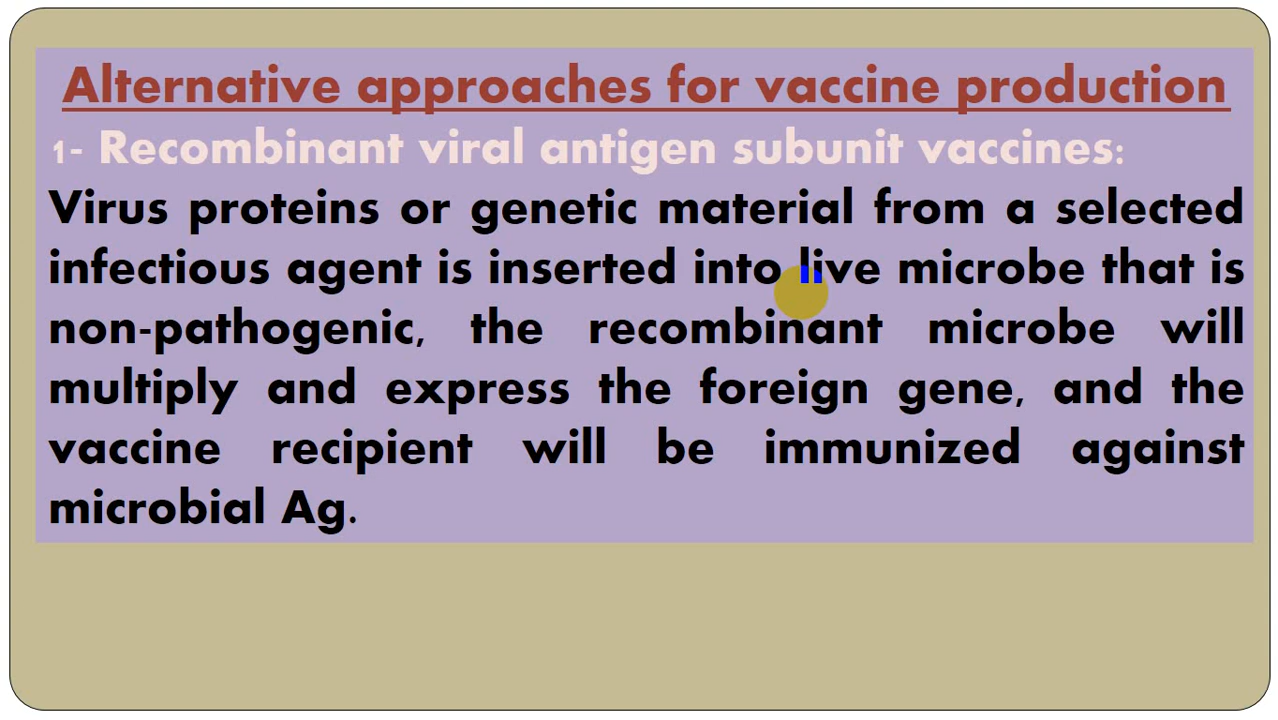 Alternative approaches for vaccine production
1- Recombinant viral antigen subunit vaccines:
Virus proteins or genetic material from a selected
infectious agent is inserted into live microbe that is
non-pathogenic, the recombinant microbe will
multiply and express the foreign gene, and the
vaccine recipient will be immunized against
microbial Ag.